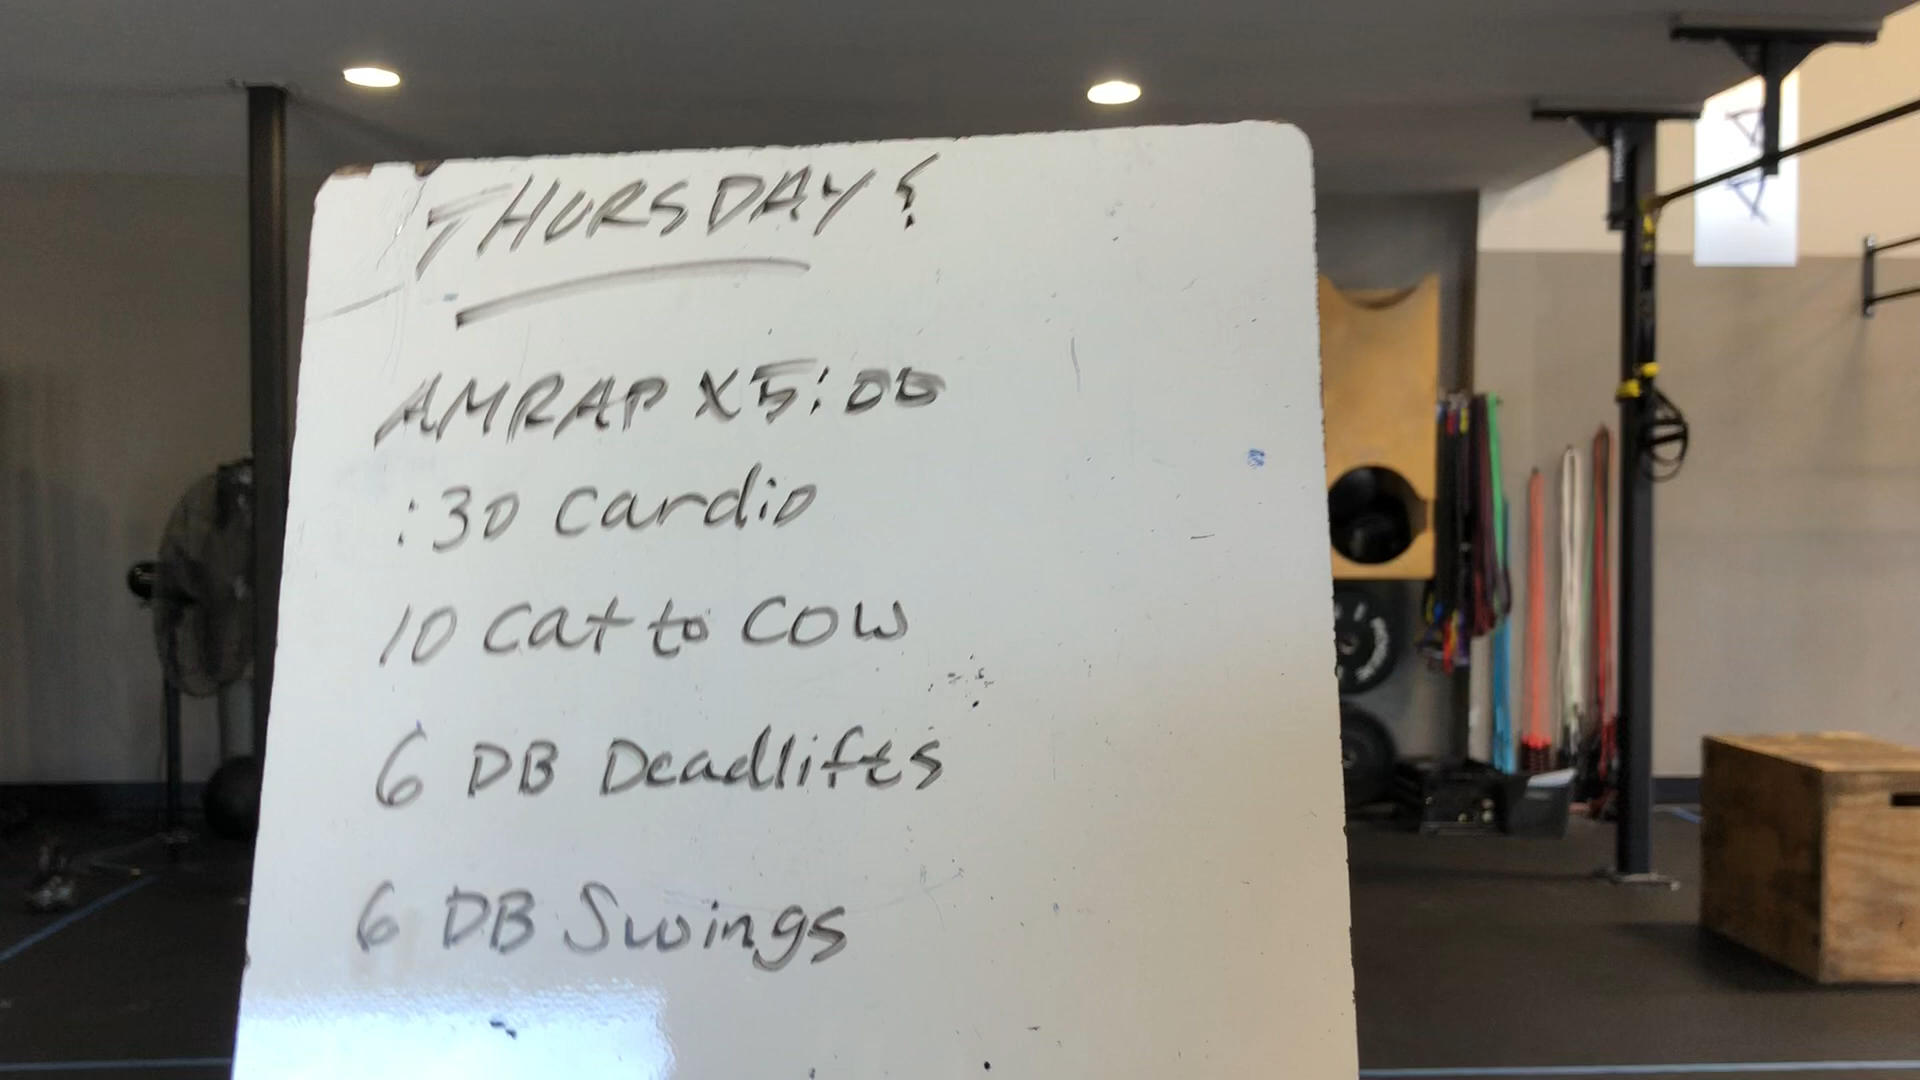 THURSDAY!
AMRAP X5:00
:30 Cardio
10 Cat to COW
6 DB Deadlifts
6 DB Swings